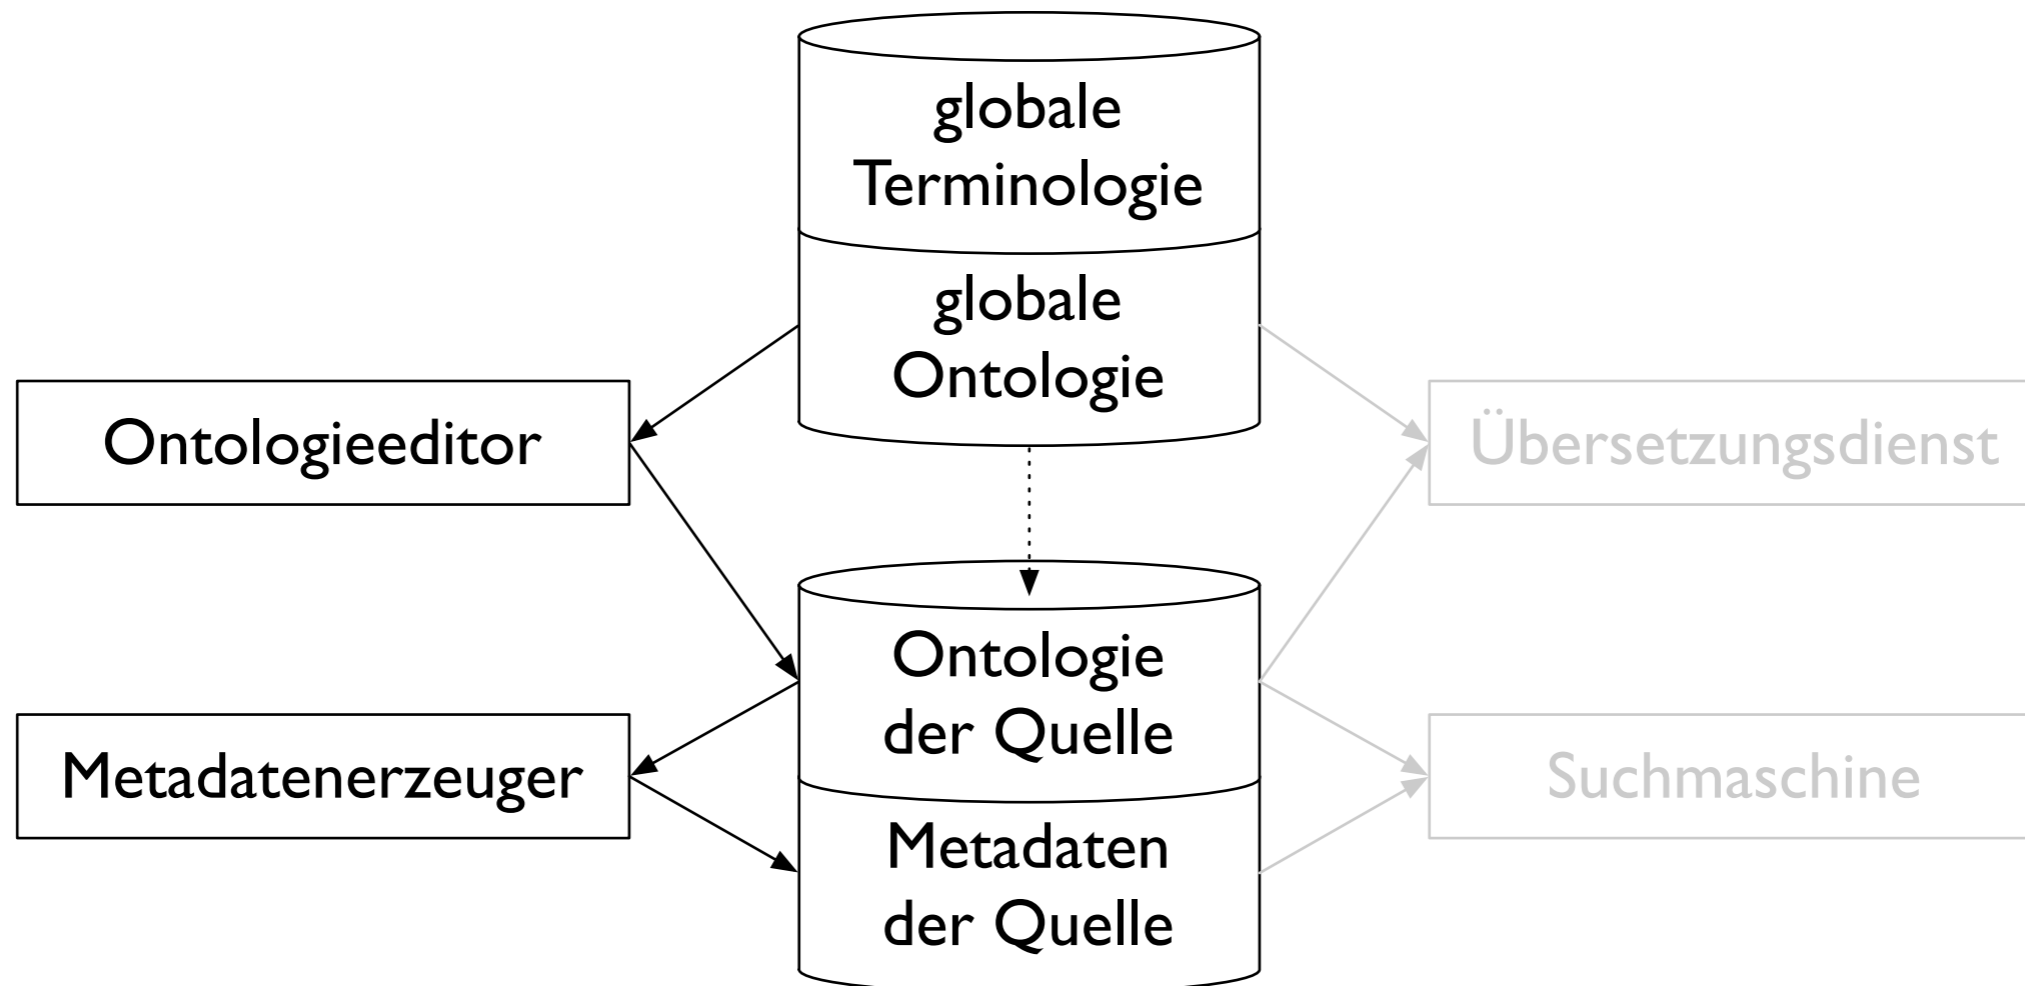 globale
Terminologie
globale
Ontologie
Ontologieeditor
Übersetzungsdienst
Ontologie
der Quelle
Metadatenerzeuger
Suchmaschine
Metadaten
der Quelle